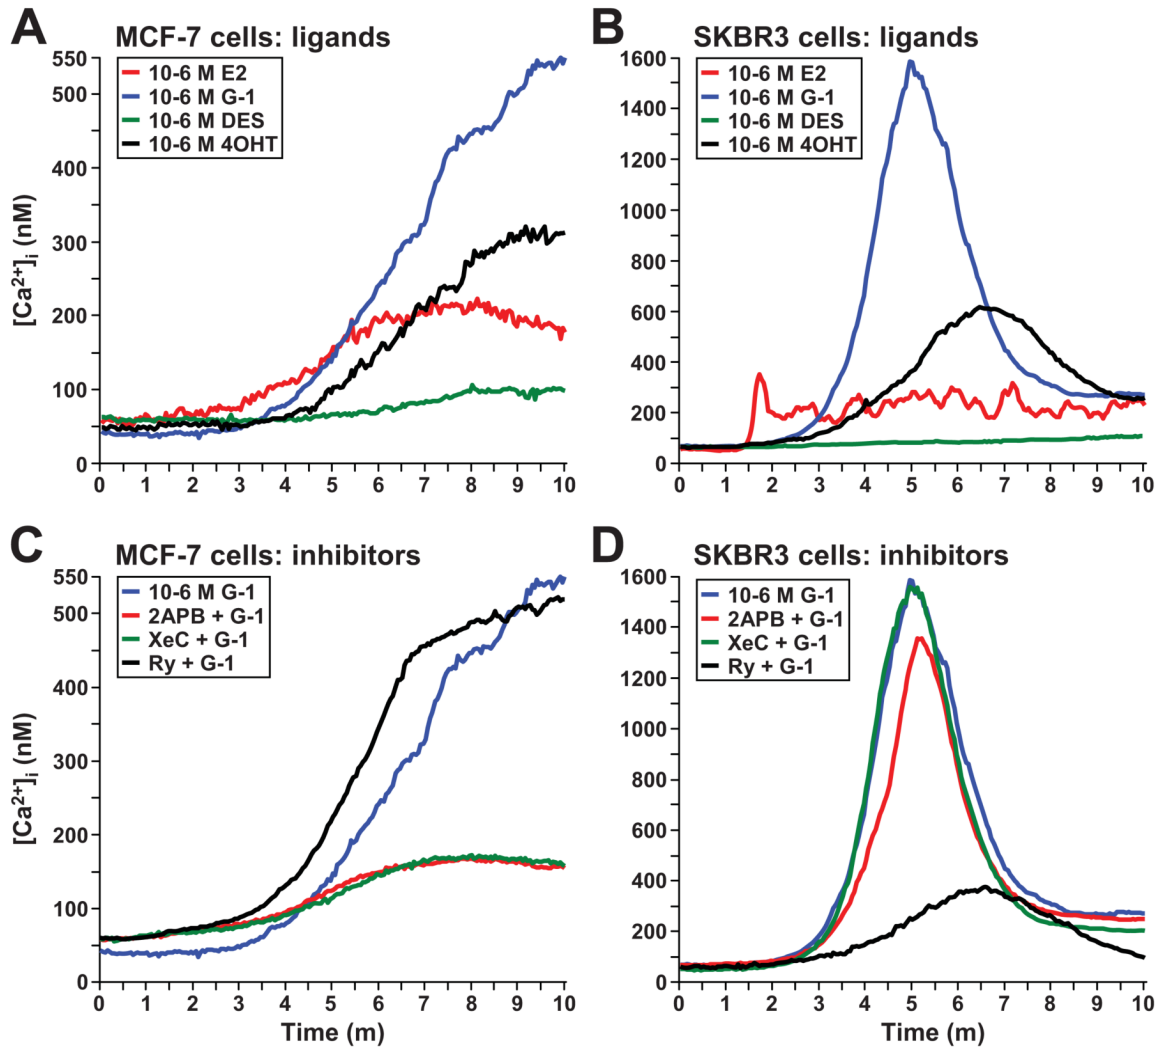 A
MCF-7 cells: ligands
10-6 M E2
10-6 M G-1
10-6 M DES
10-6 M 4OHT
550
500
400
300
200
100
0
[Ca²⁺]ᵢ (nM)
0 1 2 3 4 5 6 7 8 9 10
B
SKBR3 cells: ligands
10-6 M E2
10-6 M G-1
10-6 M DES
10-6 M 4OHT
1600
1400
1200
1000
800
600
400
200
0
0 1 2 3 4 5 6 7 8 9 10
C
MCF-7 cells: inhibitors
10-6 M G-1
2APB + G-1
XeC + G-1
Ry + G-1
550
500
400
300
200
100
0
[Ca²⁺]ᵢ (nM)
0 1 2 3 4 5 6 7 8 9 10
Time (m)
D
SKBR3 cells: inhibitors
10-6 M G-1
2APB + G-1
XeC + G-1
Ry + G-1
1600
1400
1200
1000
800
600
400
200
0
0 1 2 3 4 5 6 7 8 9 10
Time (m)